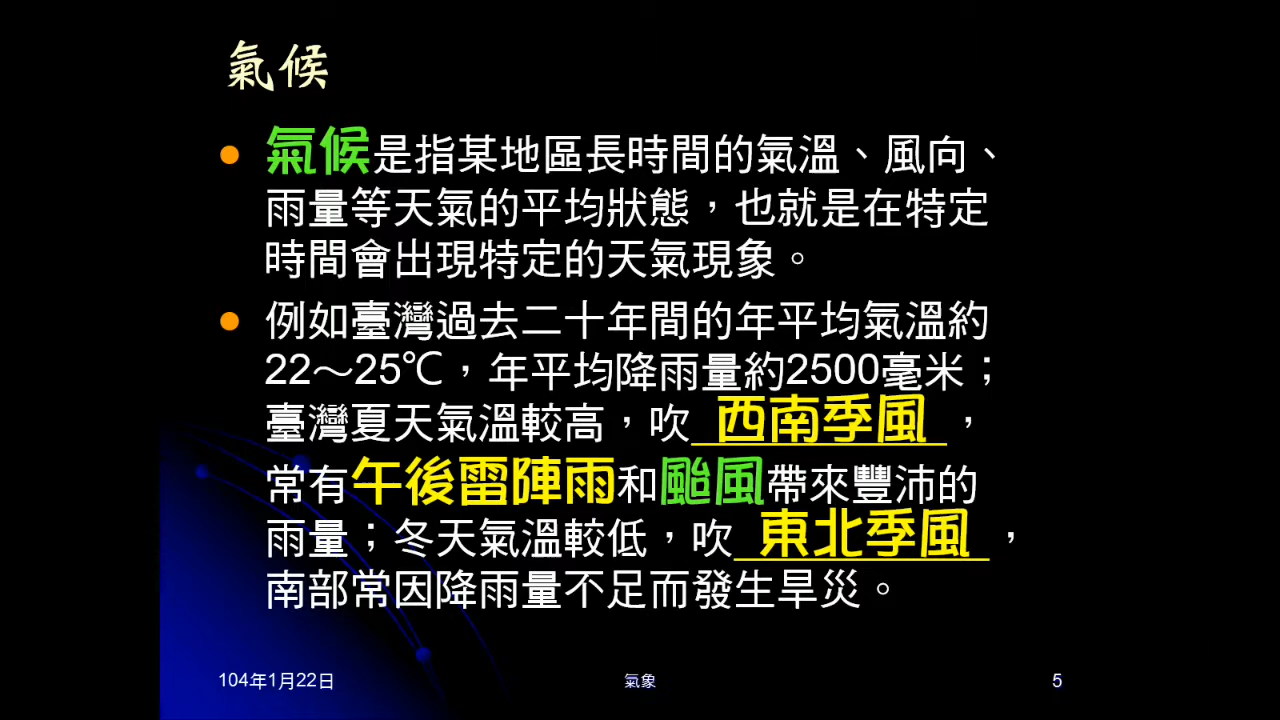 氣候
氣候是指某地區長時間的氣溫、風向、
雨量等天氣的平均狀態，也就是在特定
時間會出現特定的天氣現象。
例如臺灣過去二十年間的年平均氣溫約
22～25℃，年平均降雨量約2500毫米；
臺灣夏天氣溫較高，吹 西南季風 ，
常有午後雷陣雨和颱風帶來豐沛的
雨量；冬天氣溫較低，吹 東北季風 ，
南部常因降雨量不足而發生旱災。
104年1月22日
氣象
5